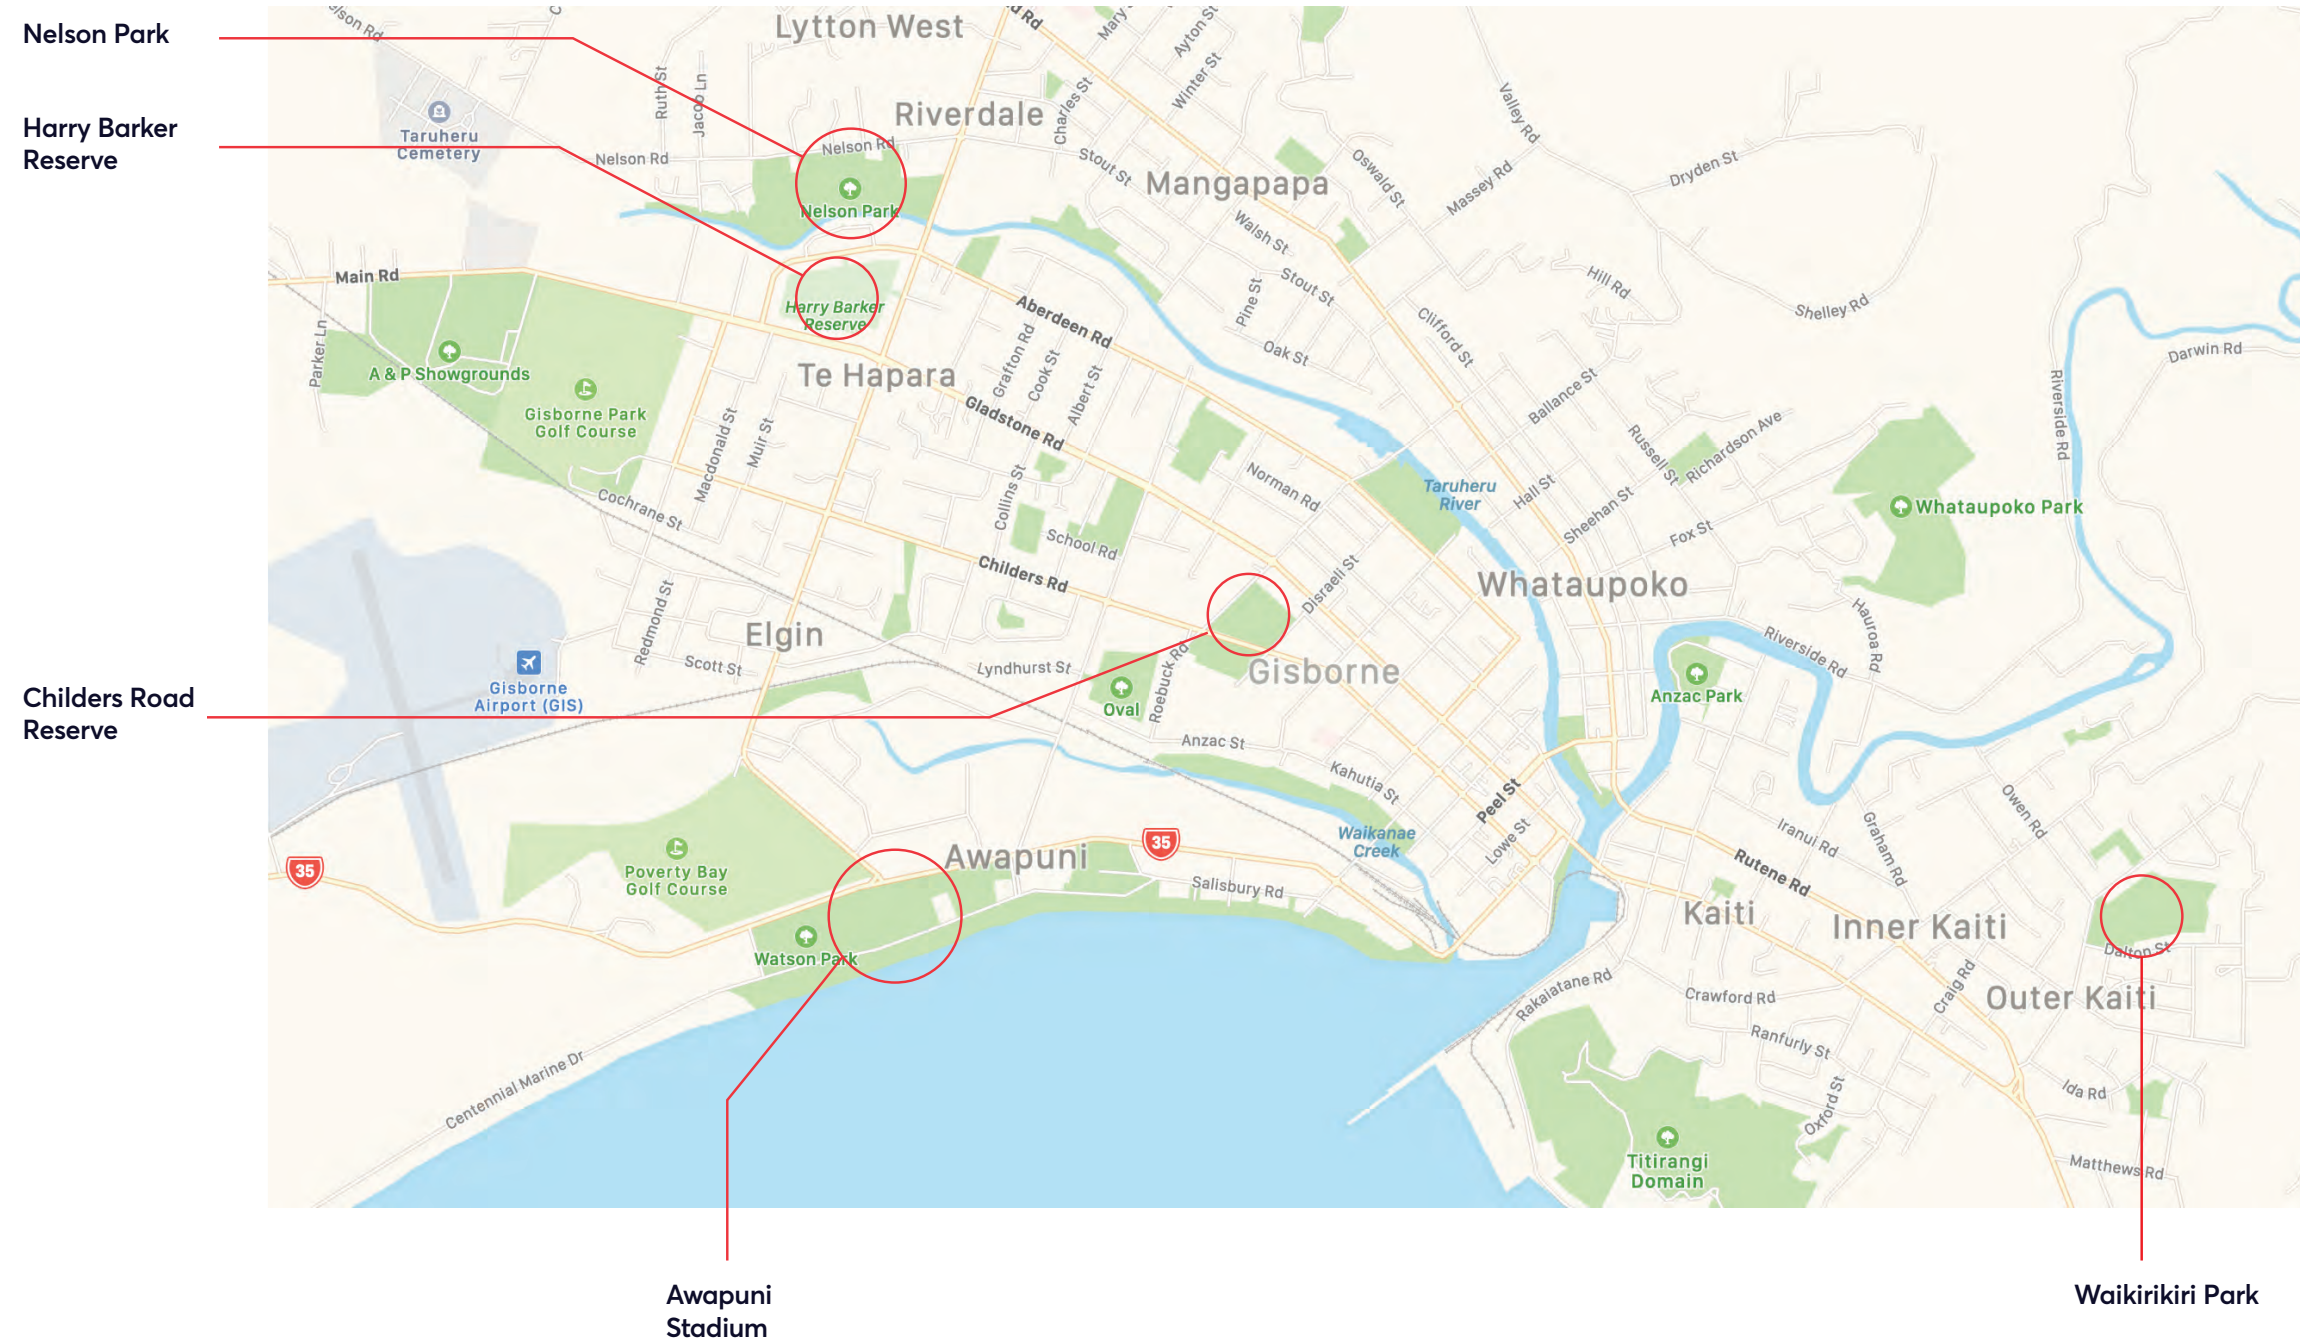 Nelson Park
Harry Barker
Reserve
Childers Road
Reserve
Awapuni
Stadium
Waikirikiri Park
Lytton West
Ruth St
Jacob Ln
Taruheru
Cemetery
Riverdale
Nelson Rd
Nelson Rd
Nelson Park
Charles St
Ayton St
Winter St
Stout St
Mangapapa
Oswald St
Valley Rd
Massey Rd
Dryden St
Walsh St
Stout St
Pine St
Oak St
Hill Rd
Shelley Rd
Clifford St
Darwin Rd
Riverside Rd
Main Rd
Parker Ln
A & P Showgrounds
Gisborne Park
Golf Course
Harry Barker
Reserve
Te Hapara
Aberdeen Rd
Grafton Rd
Cook St
Albert St
Gladstone Rd
Macdonald St
Muir St
Cochrane St
Collins St
School Rd
Norman Rd
Ballance St
Russell St
Richardson Ave
Taruheru
River
Hall St
Sheehan St
Fox St
Whataupoko Park
Whataupoko
Childers Rd
Disraeli St
Redmond St
Elgin
Scott St
Gisborne
Airport (GIS)
Lyndhurst St
Oval
Roebuck Rd
Gisborne
Anzac St
Kahutia St
Peel St
Lowe St
Waikanae
Creek
Anzac Park
Riverside Rd
Hauroa Rd
Owen Rd
Iranui Rd
Graham Rd
Rutene Rd
35
35
Poverty Bay
Golf Course
Awapuni
Salisbury Rd
Watson Park
Kaiti
Inner Kaiti
Dalton St
Outer Kaiti
Craig Rd
Crawford Rd
Rakaiatane Rd
Ranfurly St
Oxford St
Ida Rd
Matthews Rd
Titirangi
Domain
Centennial Marine Dr